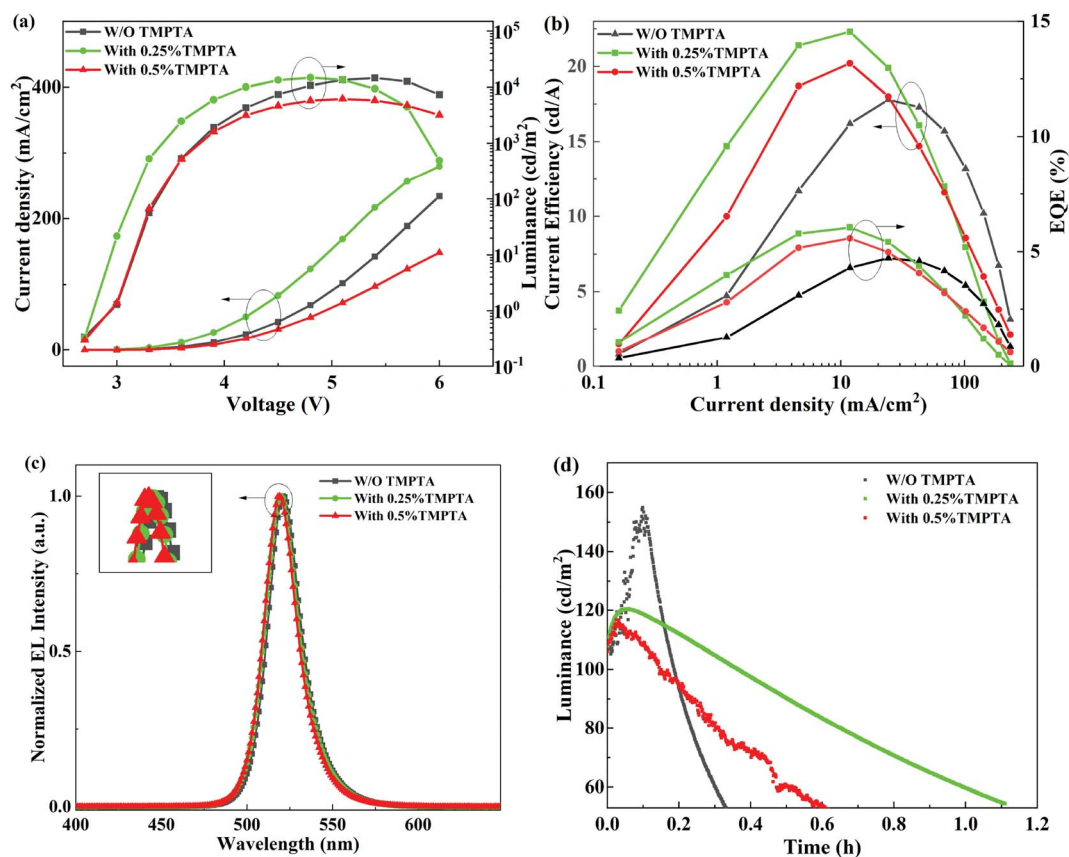 (a)
W/O TMPTA
With 0.25%TMPTA
With 0.5%TMPTA
Current density (mA/cm²)
400
200
0
3
4
5
6
Voltage (V)
10⁵
10⁴
10³
10²
10¹
10⁰
10⁻¹
Luminance (cd/m²)
(b)
W/O TMPTA
With 0.25%TMPTA
With 0.5%TMPTA
Current Efficiency (cd/A)
20
15
10
5
0
0.1
1
10
100
Current density (mA/cm²)
15
10
5
0
EQE (%)
(c)
W/O TMPTA
With 0.25%TMPTA
With 0.5%TMPTA
Normalized EL Intensity (a.u.)
1.0
0.5
0.0
400
450
500
550
600
Wavelength (nm)
(d)
W/O TMPTA
With 0.25%TMPTA
With 0.5%TMPTA
Luminance (cd/m²)
160
140
120
100
80
60
0.0
0.2
0.4
0.6
0.8
1.0
1.2
Time (h)